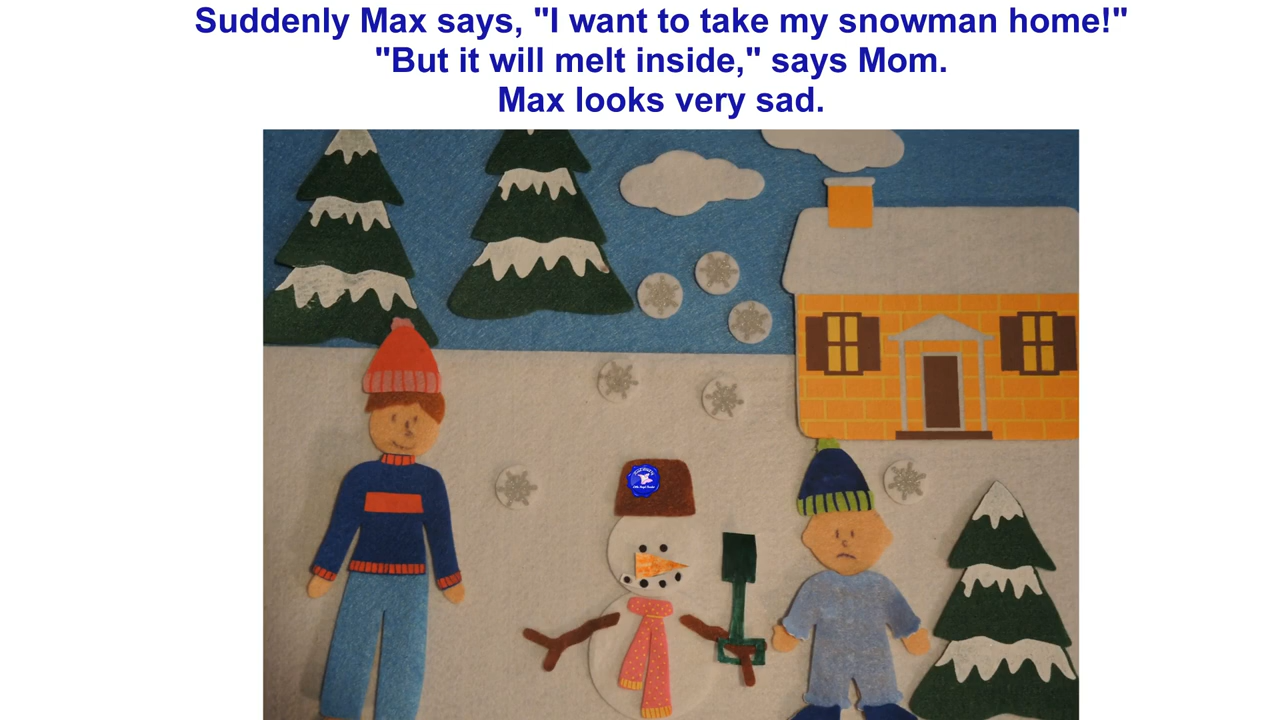 Suddenly Max says, "I want to take my snowman home!"
"But it will melt inside," says Mom.
Max looks very sad.